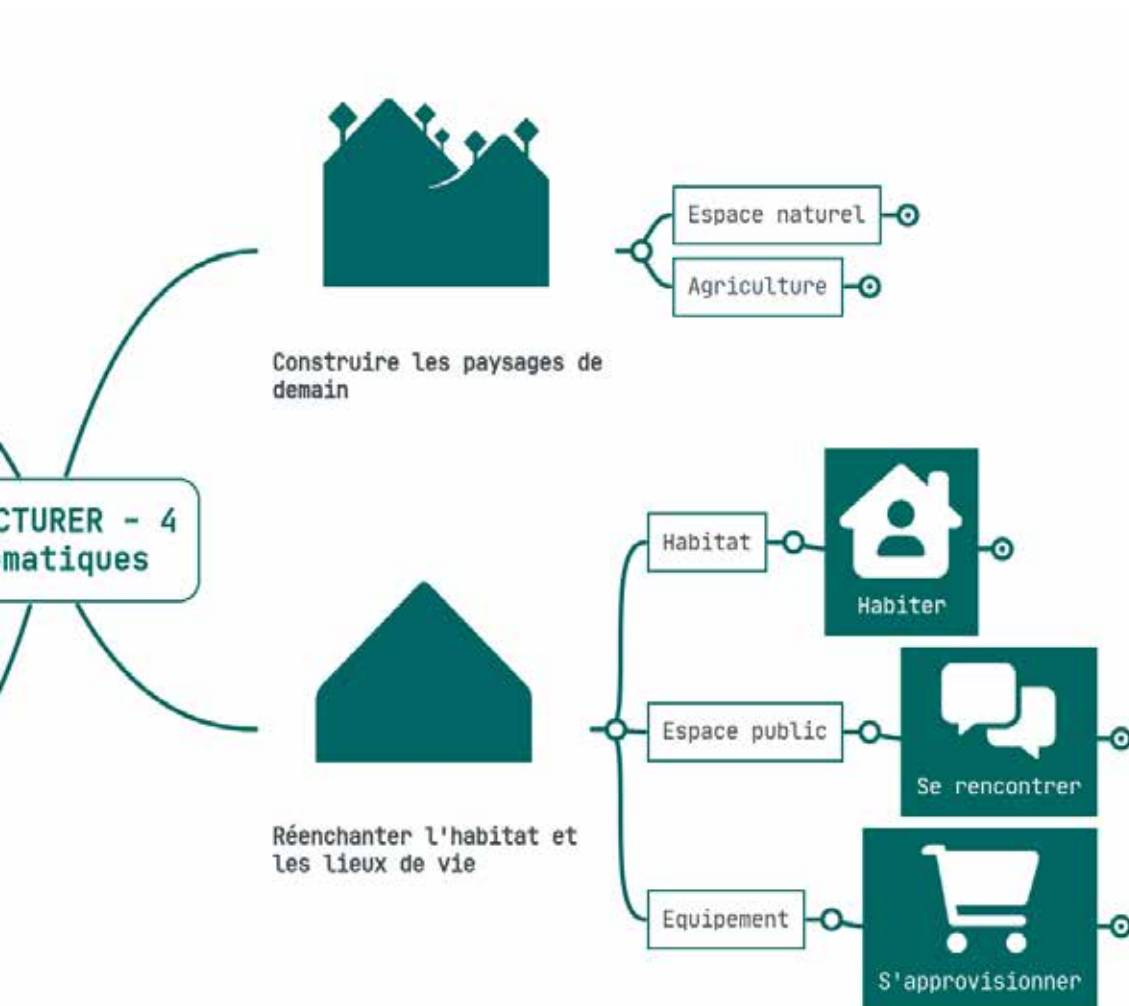 Espace naturel
Agriculture
Construire les paysages de
demain
CTURER - 4
matiques
Habitat
Habiter
Espace public
Se rencontrer
Réenchanter l'habitat et
les lieux de vie
Equipement
S'approvisionner